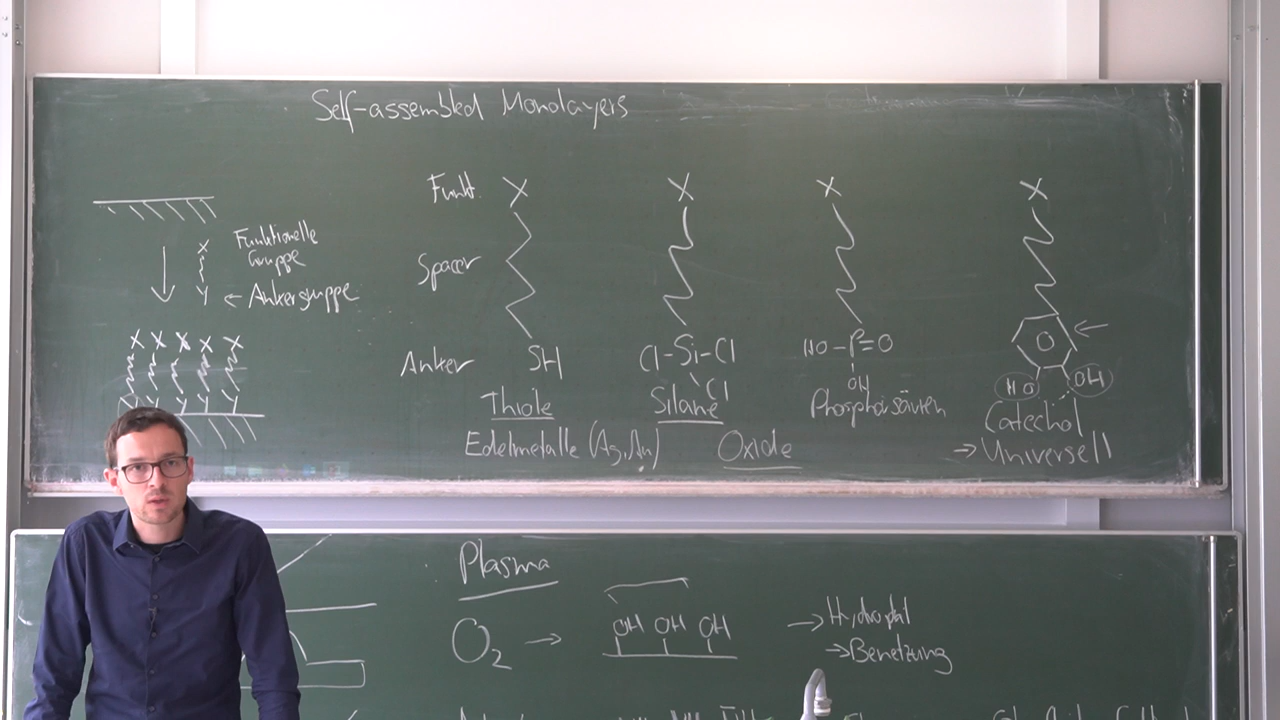 Self-assembled Monolayers
X
Y
Funktionelle
Gruppe
← Ankergruppe
X X X X X
Y Y Y Y Y
Funkt. X X X X
Spacer
Anker SH
Cl-Si-Cl
Cl
HO-P=O
OH
HO OH
Thiole Silane Phosphorsäuren Catechol
Edelmetalle (Ag, Au) Oxide → Universell
Plasma
O2 → OH OH OH → Hydrophil
→ Benetzung